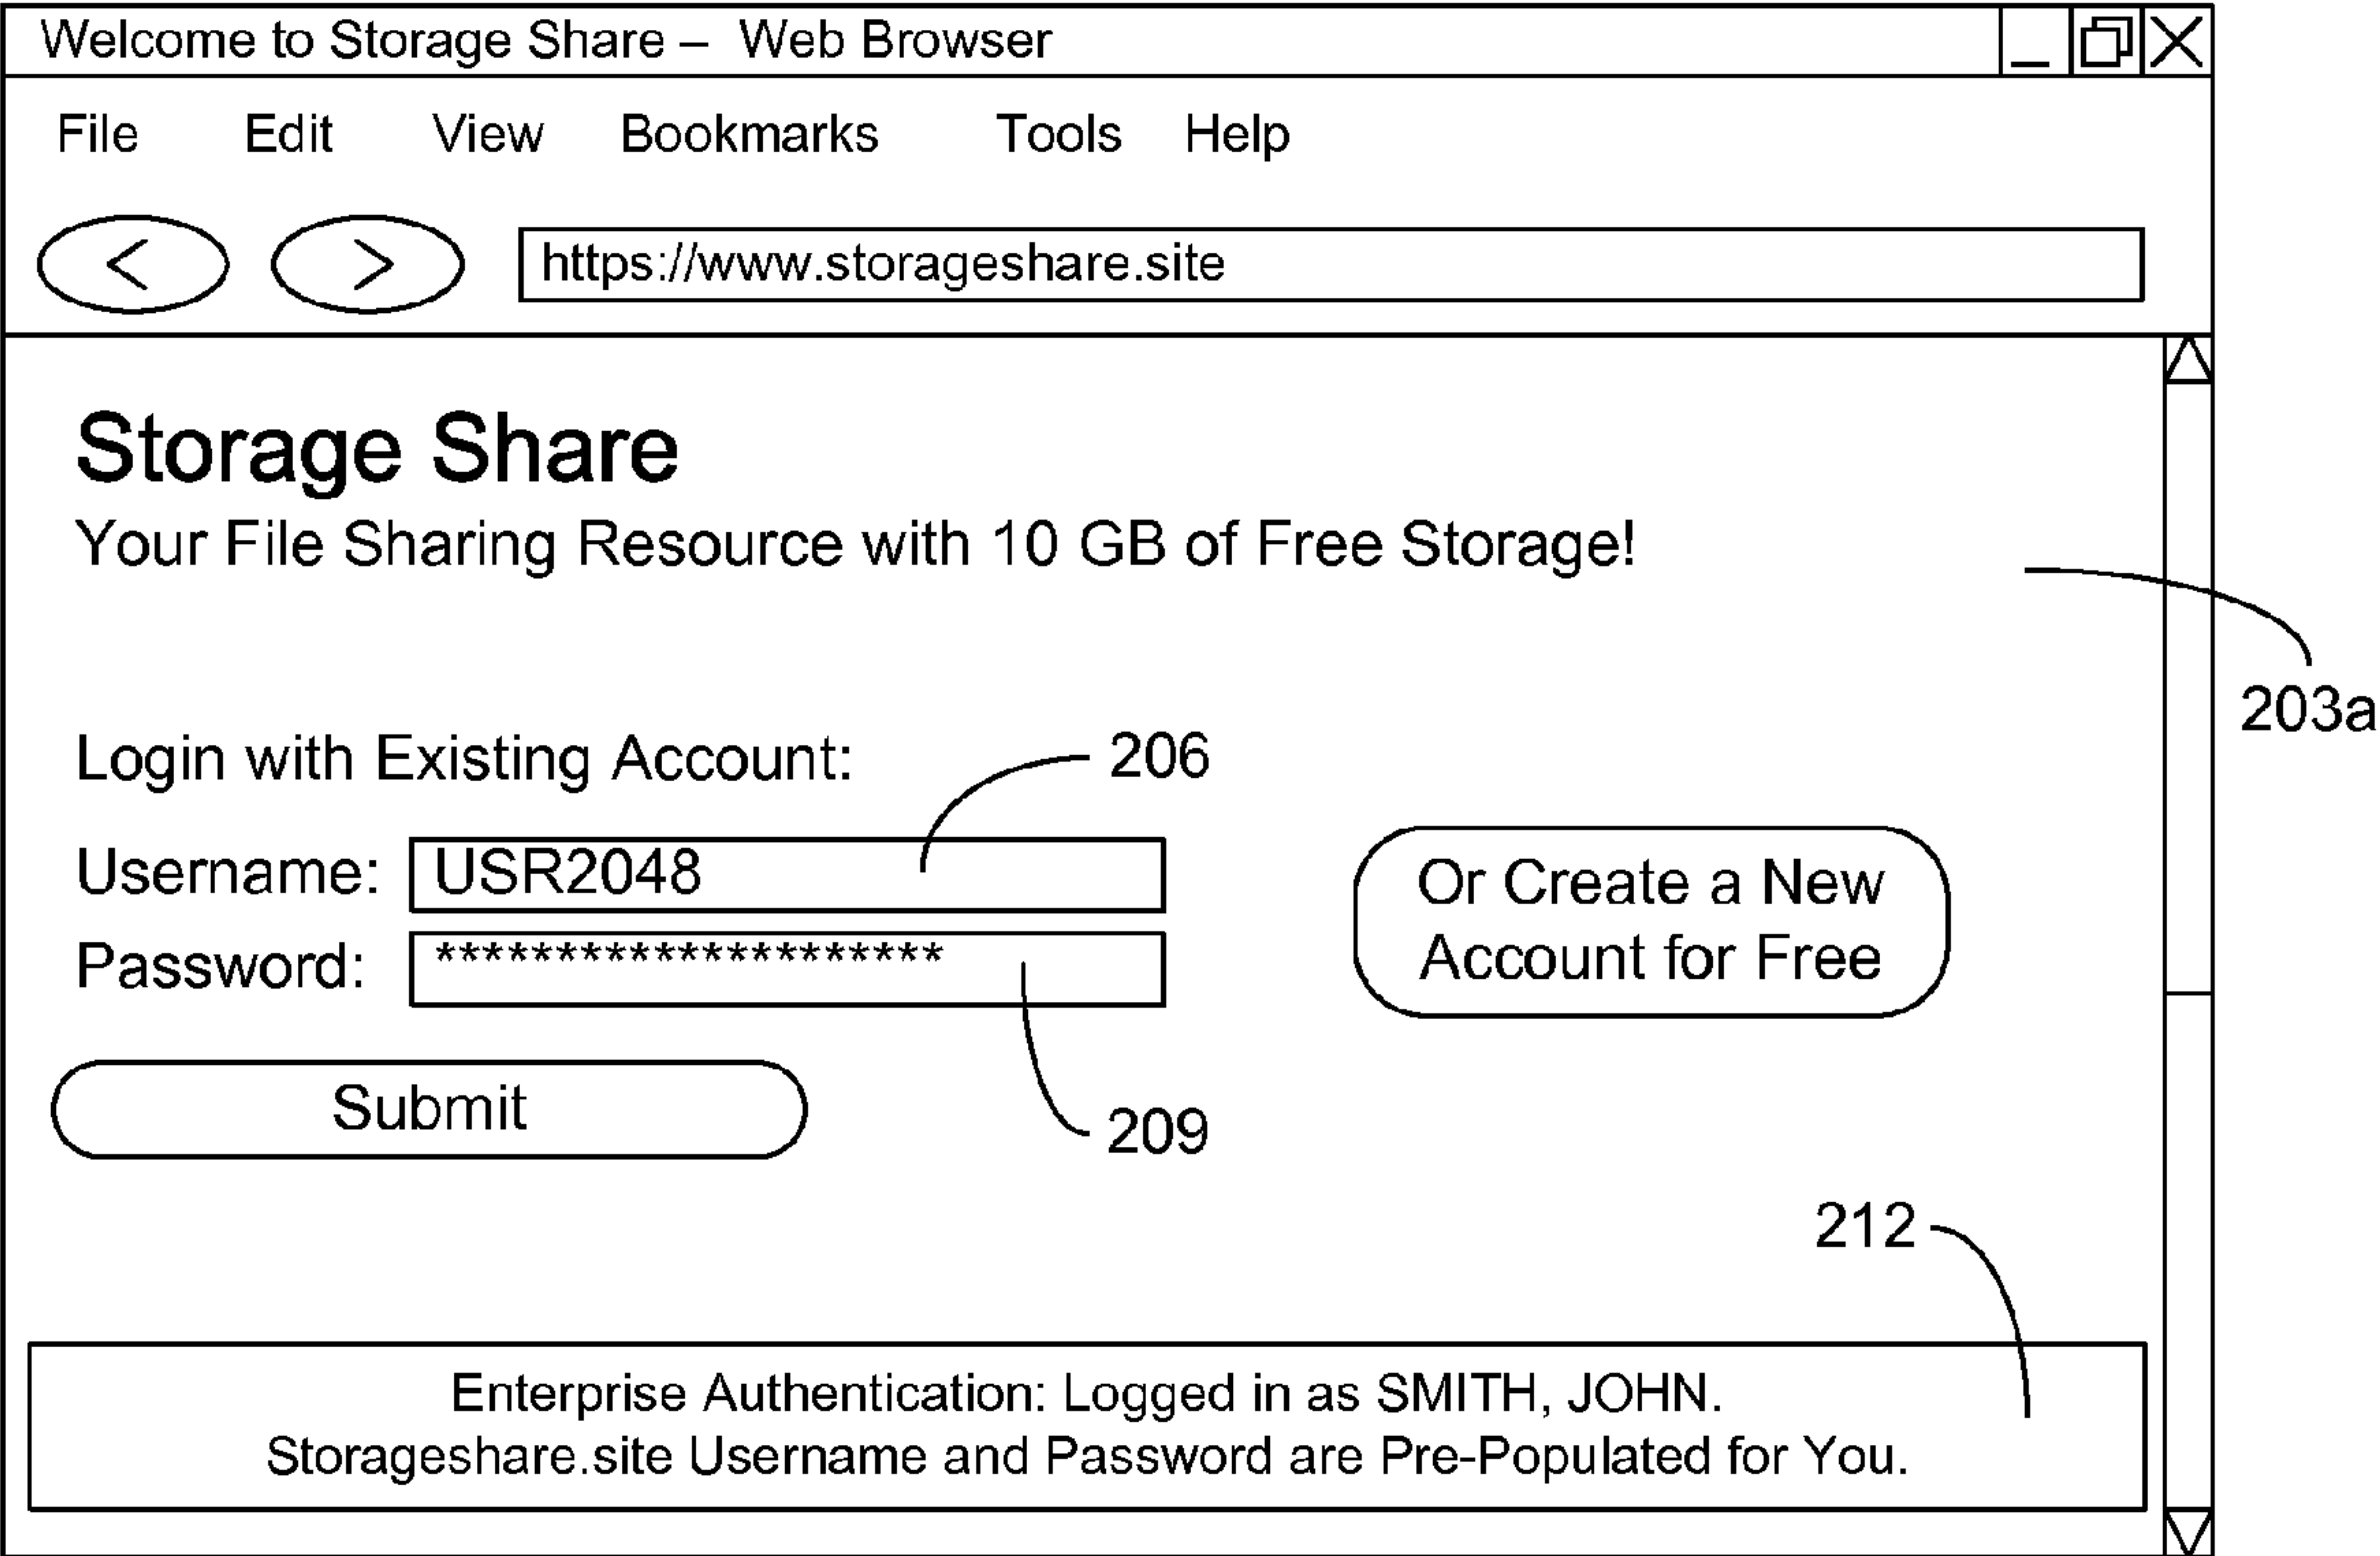 Welcome to Storage Share – Web Browser
File Edit View Bookmarks Tools Help
< > https://www.storageshare.site
Storage Share
Your File Sharing Resource with 10 GB of Free Storage!
203a
Login with Existing Account:
206
Username: USR2048
Password: *********************
Or Create a New
Account for Free
Submit
209
212
Enterprise Authentication: Logged in as SMITH, JOHN.
Storageshare.site Username and Password are Pre-Populated for You.